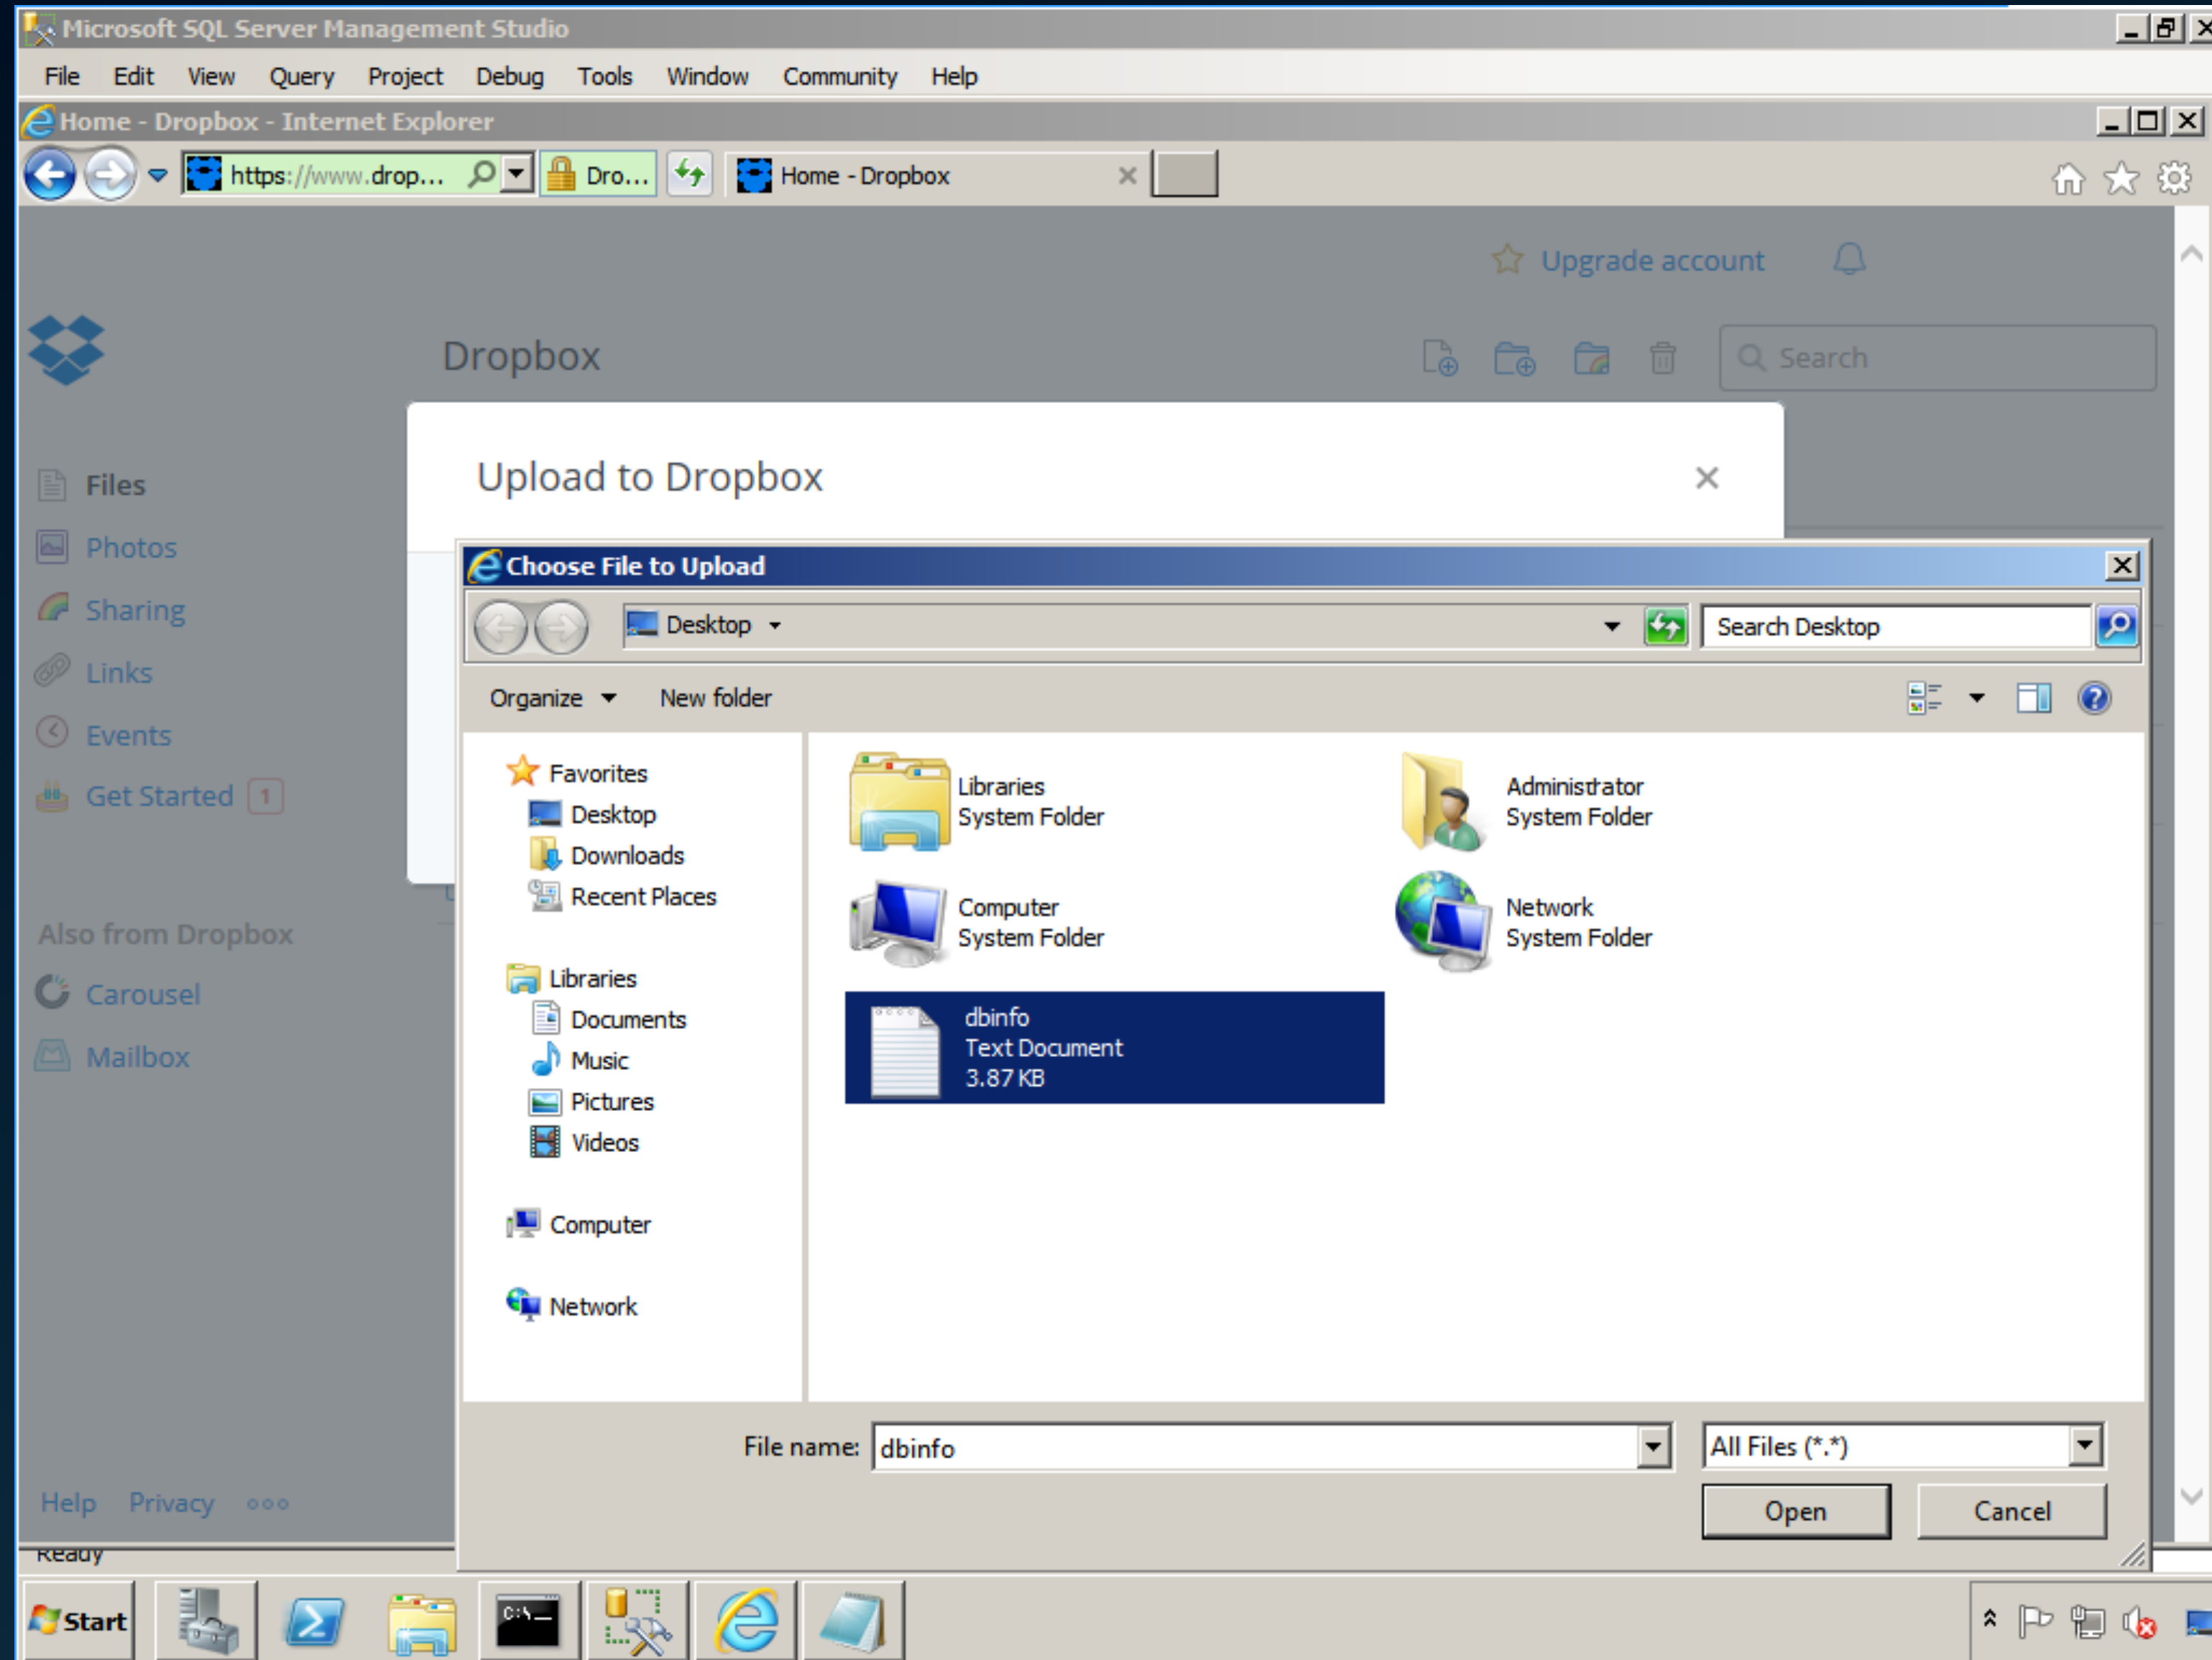 Microsoft SQL Server Management Studio
File Edit View Query Project Debug Tools Window Community Help
Home - Dropbox - Internet Explorer
https://www.drop... Dro... Home - Dropbox
Upgrade account
Dropbox
Search
Upload to Dropbox
Files
Photos
Sharing
Links
Events
Get Started 1
Also from Dropbox
Carousel
Mailbox
Help Privacy
Choose File to Upload
Desktop
Search Desktop
Organize New folder
Favorites
Desktop
Downloads
Recent Places
Libraries
Documents
Music
Pictures
Videos
Computer
Network
Libraries
System Folder
Administrator
System Folder
Computer
System Folder
Network
System Folder
dbinfo
Text Document
3.87 KB
File name: dbinfo
All Files (*.*)
Open Cancel
Ready
Start
C:\